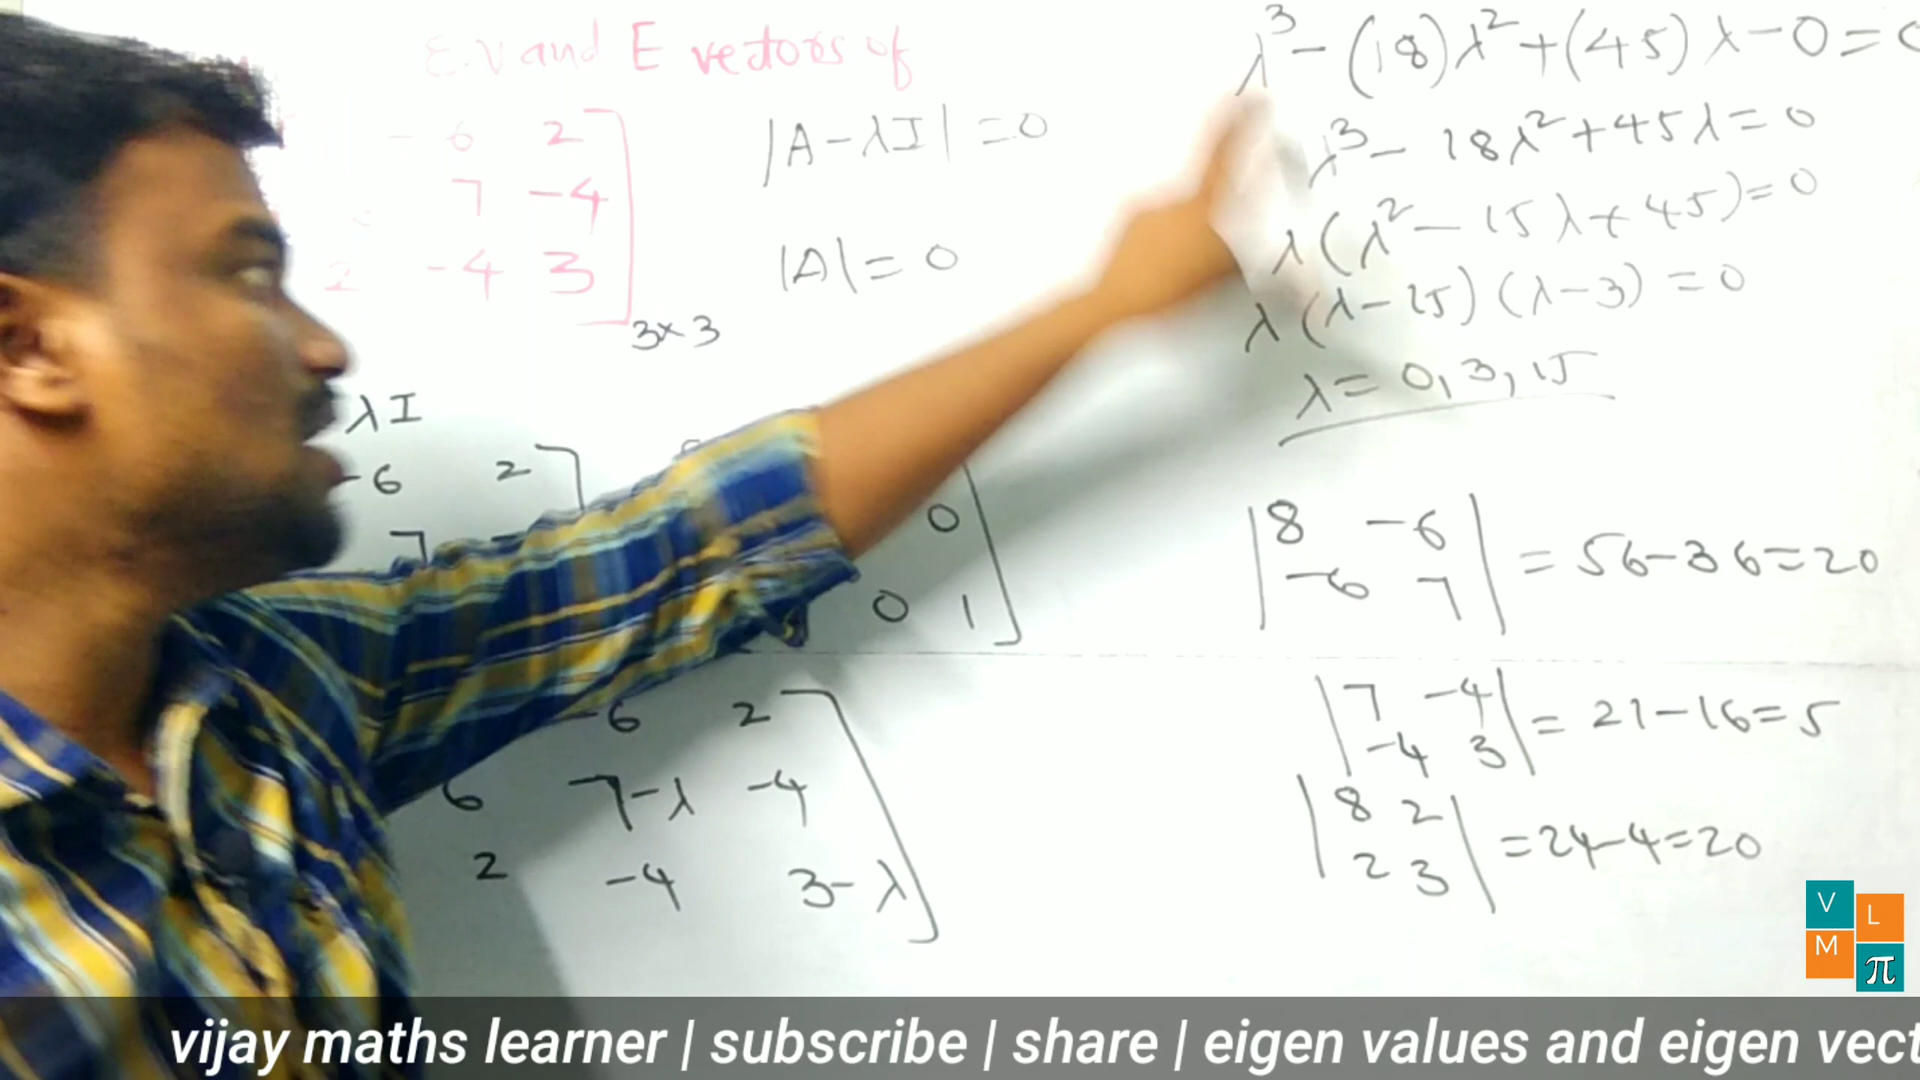 E.V and E vectors of
- 6 2
7 -4
2 -4 3
3×3
|A-λI| = 0
|A| = 0
λI
-6 2
7
0
0 1
-6 2
6 7-λ -4
2 -4 3-λ
λ³ - (18)λ² + (45) λ - 0 =
λ³ - 18λ² + 45λ = 0
λ(λ² - 15λ + 45) = 0
λ(λ-15) (λ-3) = 0
λ = 0, 3, 15
|8 -6
-6 7| = 56-36=20
|7 -4
-4 3| = 21-16=5
|8 2
2 3| =24-4=20
V L
M π
vijay maths learner | subscribe | share | eigen values and eigen vect